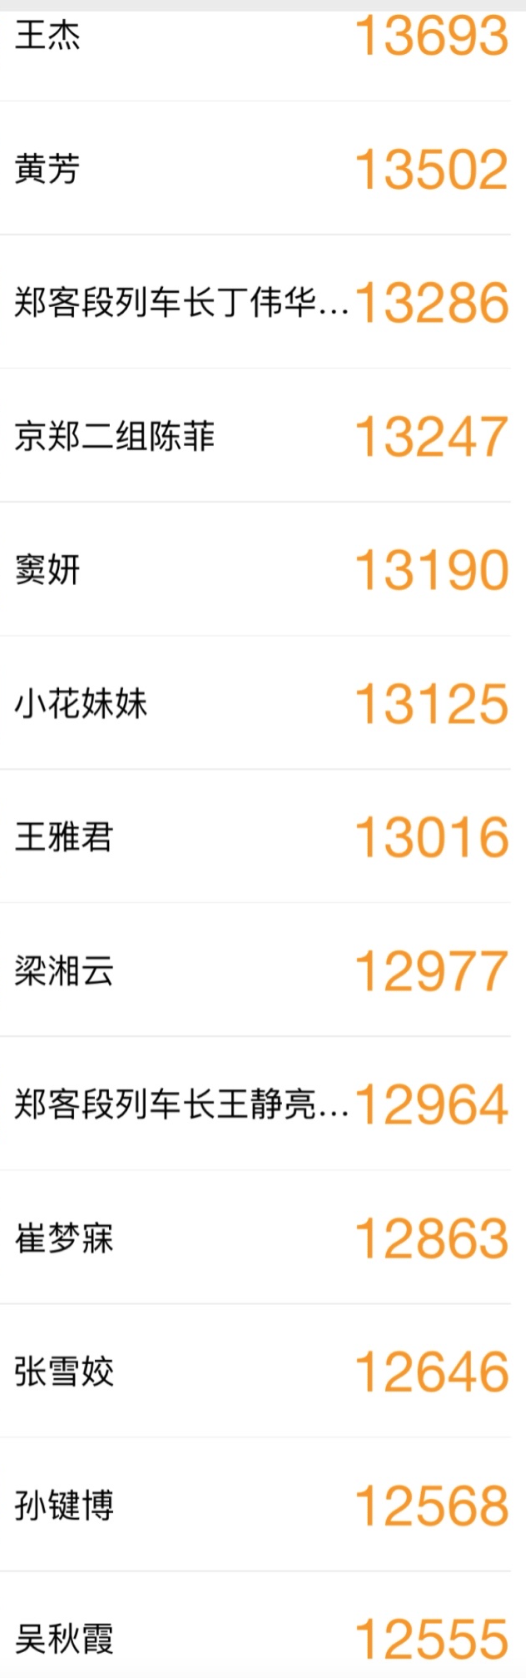 王杰 13693
黄芳 13502
郑客段列车长丁伟华... 13286
京郑二组陈菲 13247
窦妍 13190
小花妹妹 13125
王雅君 13016
梁湘云 12977
郑客段列车长王静亮... 12964
崔梦寐 12863
张雪姣 12646
孙键博 12568
吴秋霞 12555